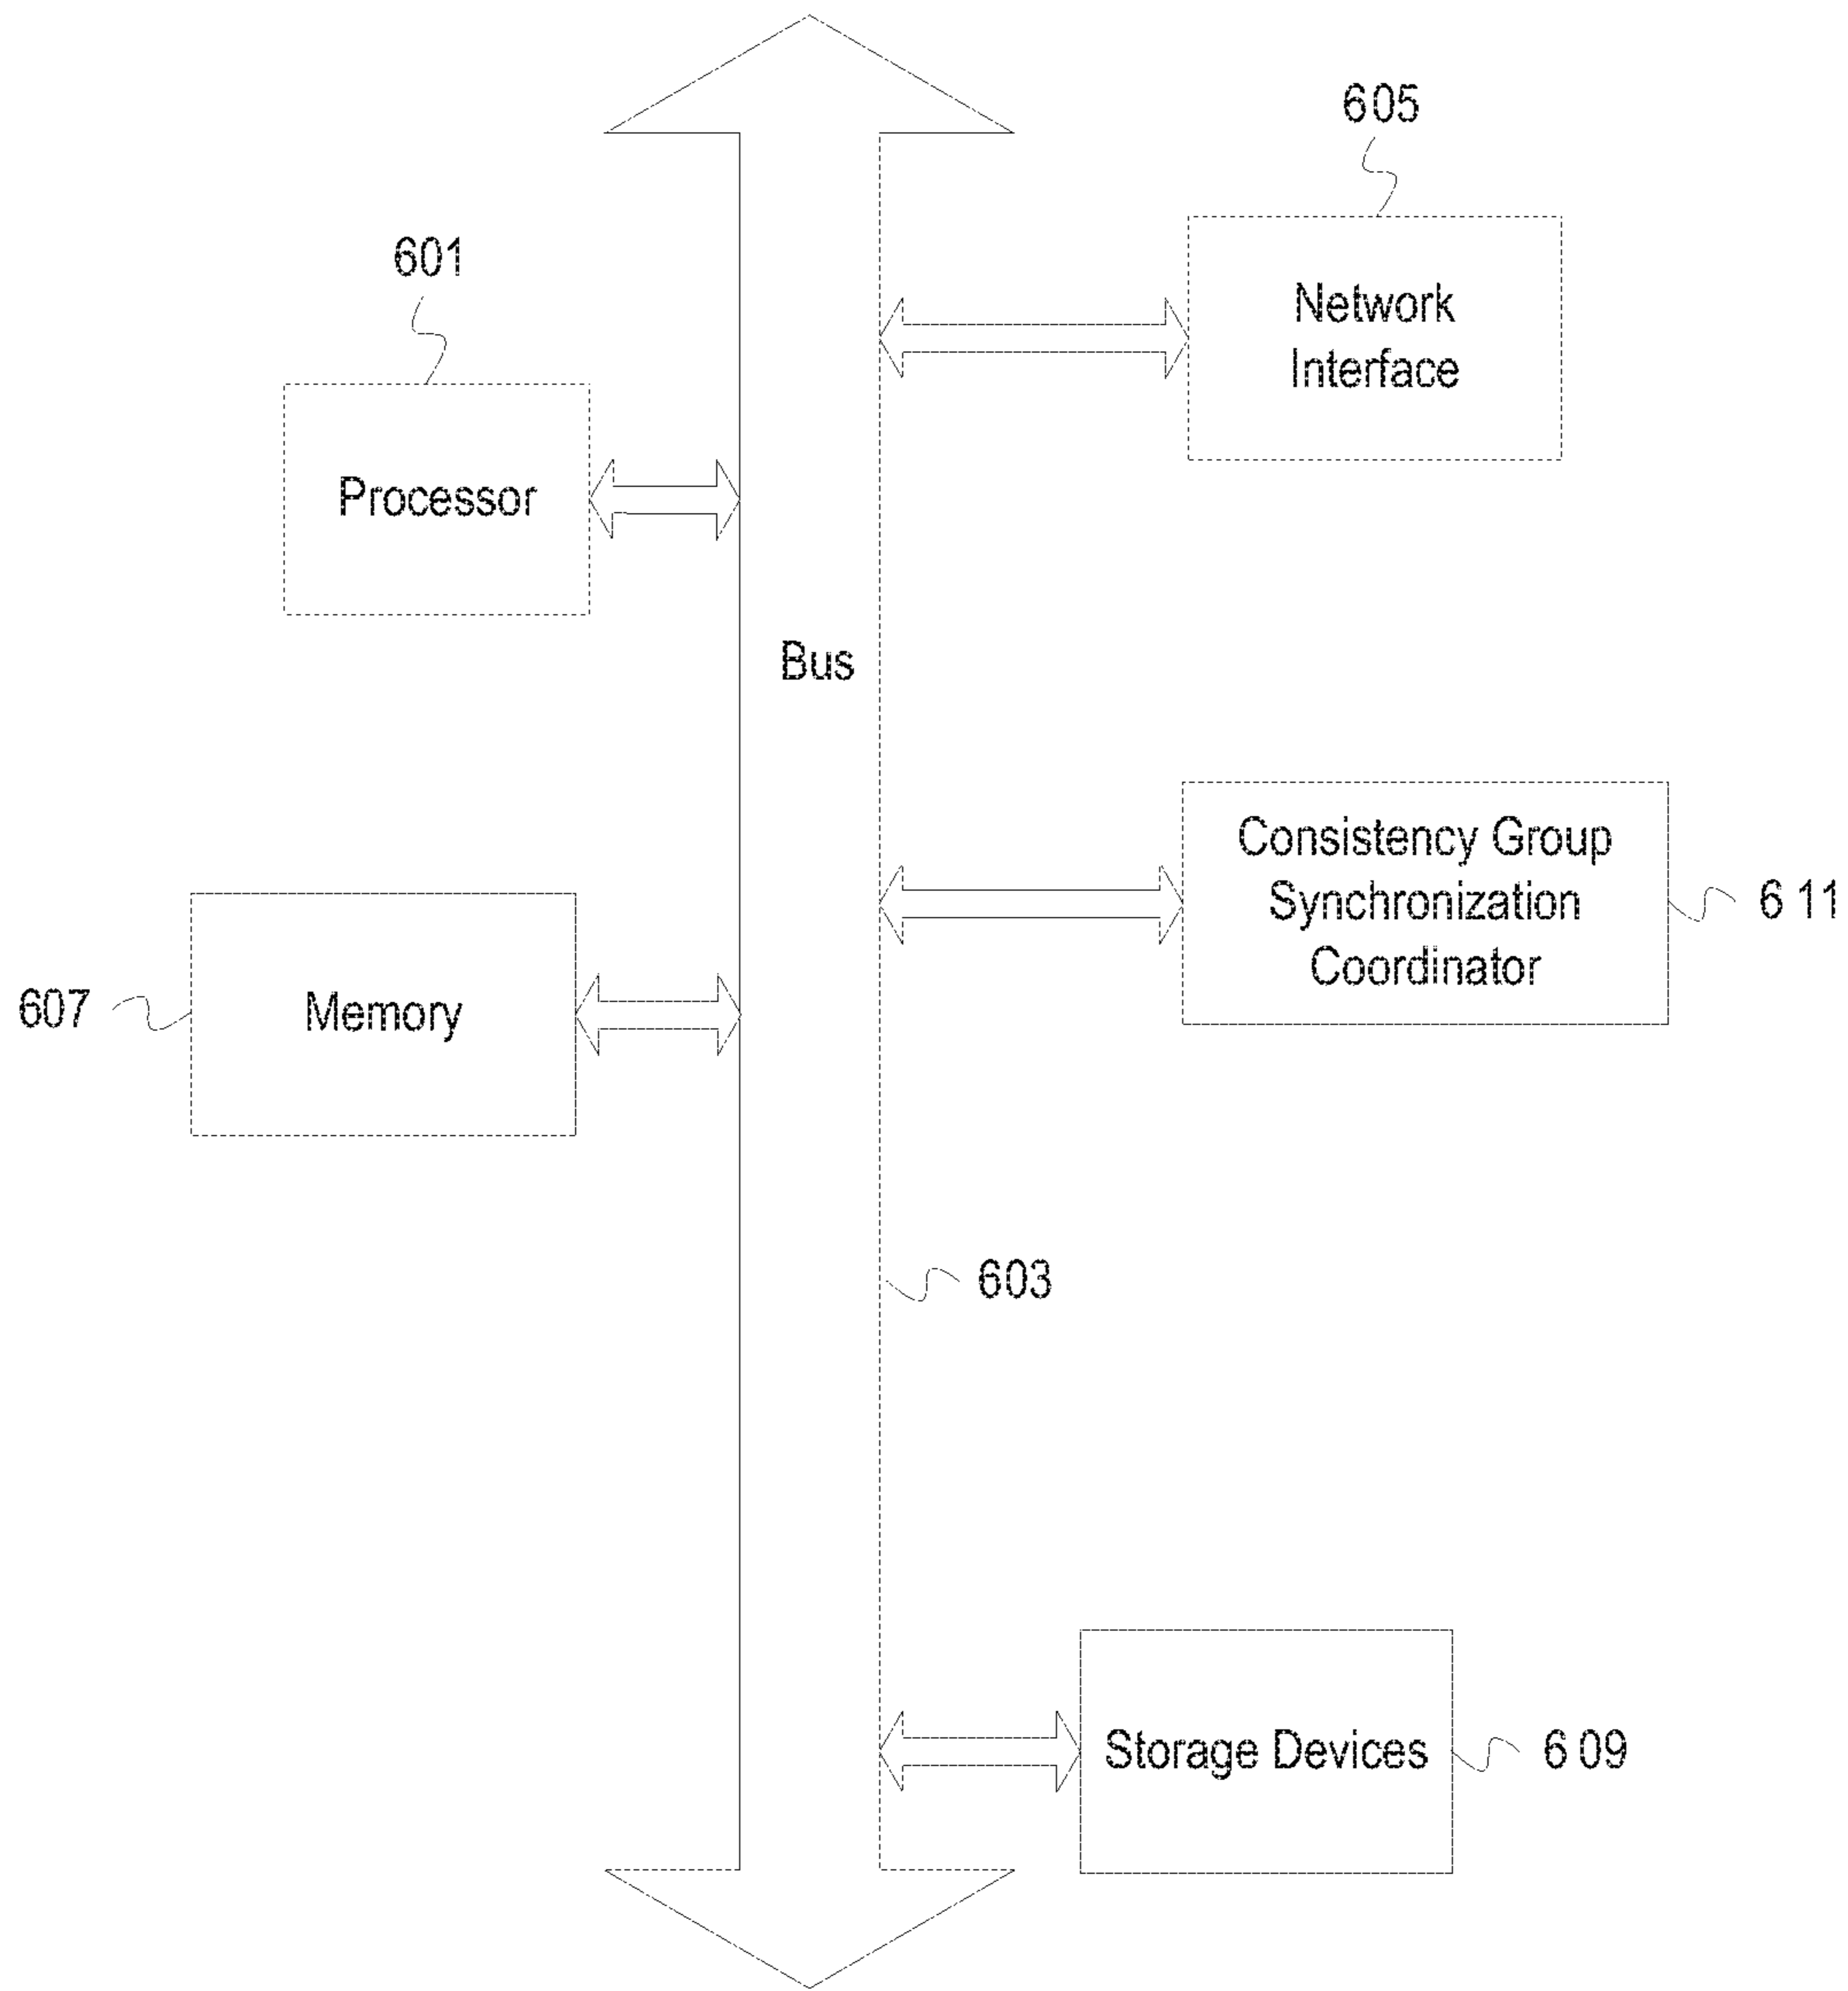 605
601
Network
Interface
Processor
Bus
Consistency Group
Synchronization
Coordinator
6 11
607
Memory
603
Storage Devices
6 09